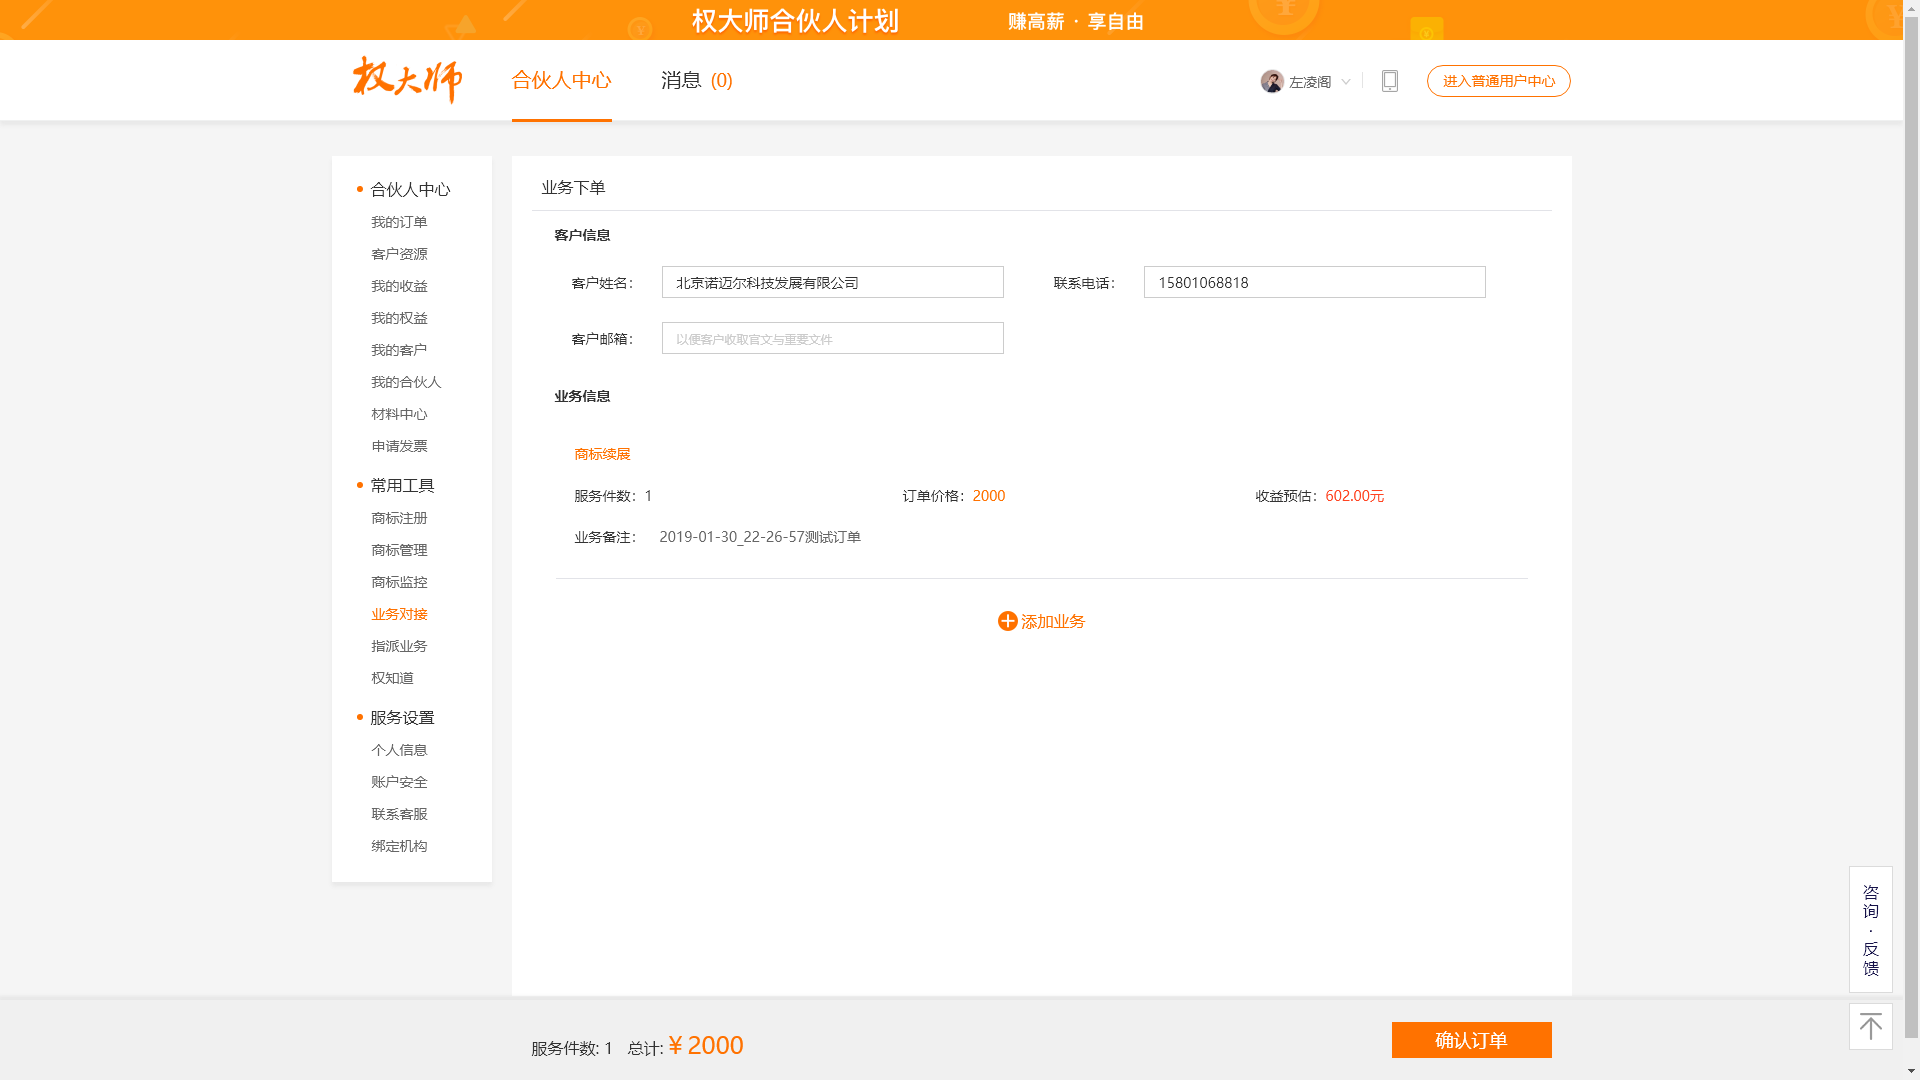 权大师合伙人计划 赚高薪 · 享自由
权大师 合伙人中心 消息 (0) 左凌阁 进入普通用户中心
合伙人中心
我的订单
客户资源
我的收益
我的权益
我的客户
我的合伙人
材料中心
申请发票
常用工具
商标注册
商标管理
商标监控
业务对接
指派业务
权知道
服务设置
个人信息
账户安全
联系客服
绑定机构
业务下单
客户信息
客户姓名： 北京诺迈尔科技发展有限公司 联系电话： 15801068818
客户邮箱： 以便客户收取官文与重要文件
业务信息
商标续展
服务件数：1 订单价格：2000 收益预估：602.00元
业务备注： 2019-01-30_22-26-57测试订单
添加业务
咨
询
·
反
馈
服务件数: 1 总计: ¥ 2000 确认订单